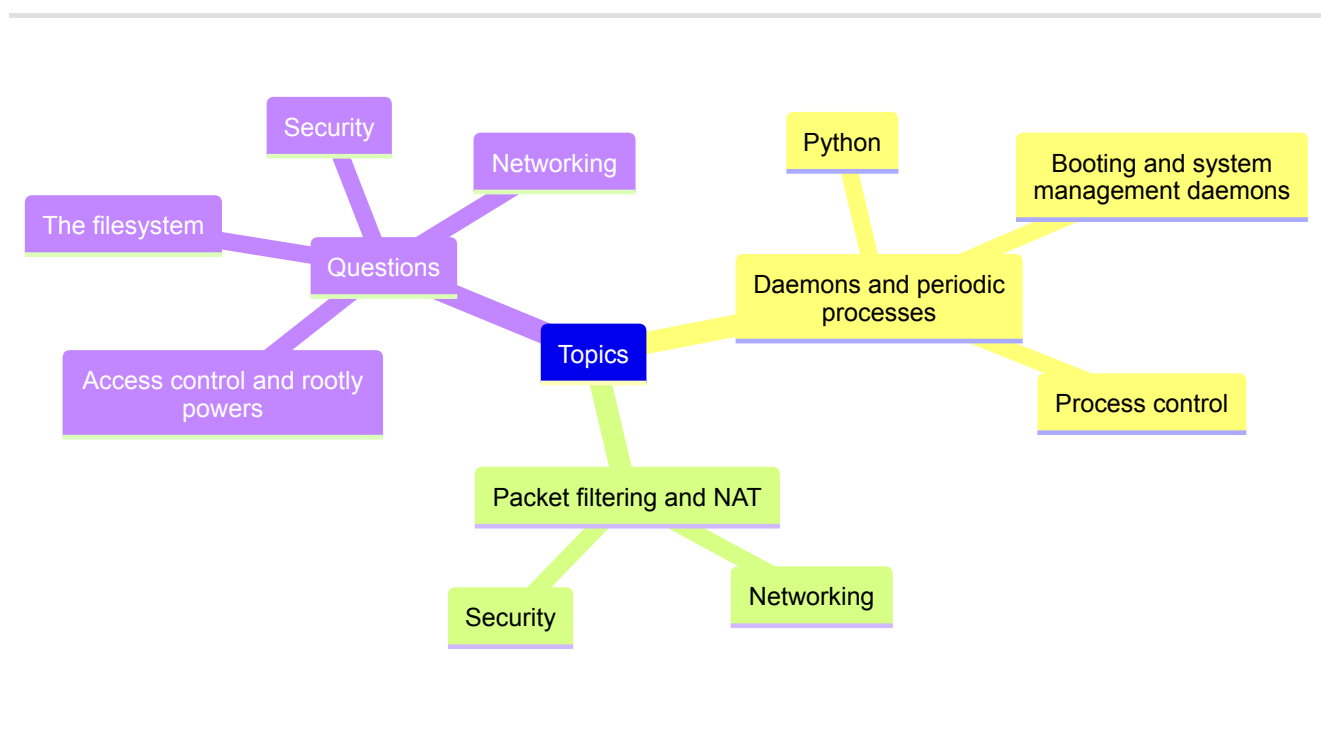 Security
Networking
The filesystem
Questions
Access control and rootly
powers
Topics
Python
Booting and system
management daemons
Daemons and periodic
processes
Process control
Packet filtering and NAT
Security
Networking